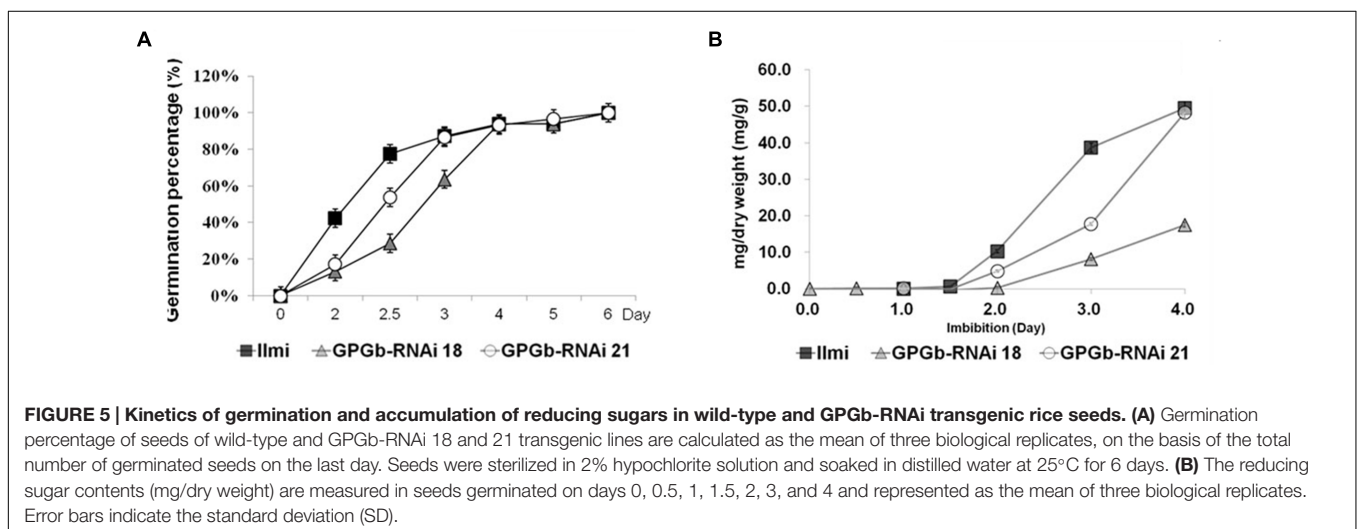 A
B
Germination percentage (%)
120%
100%
80%
60%
40%
20%
0%
0 2 2.5 3 4 5 6 Day
Ilmi GPGb-RNAi 18 GPGb-RNAi 21
mg/dry weight (mg/g)
60.0
50.0
40.0
30.0
20.0
10.0
0.0
0.0 1.0 2.0 3.0 4.0
Imbibition (Day)
Ilmi GPGb-RNAi 18 GPGb-RNAi 21
FIGURE 5 | Kinetics of germination and accumulation of reducing sugars in wild-type and GPGb-RNAi transgenic rice seeds. (A) Germination
percentage of seeds of wild-type and GPGb-RNAi 18 and 21 transgenic lines are calculated as the mean of three biological replicates, on the basis of the total
number of germinated seeds on the last day. Seeds were sterilized in 2% hypochlorite solution and soaked in distilled water at 25°C for 6 days. (B) The reducing
sugar contents (mg/dry weight) are measured in seeds germinated on days 0, 0.5, 1, 1.5, 2, 3, and 4 and represented as the mean of three biological replicates.
Error bars indicate the standard deviation (SD).